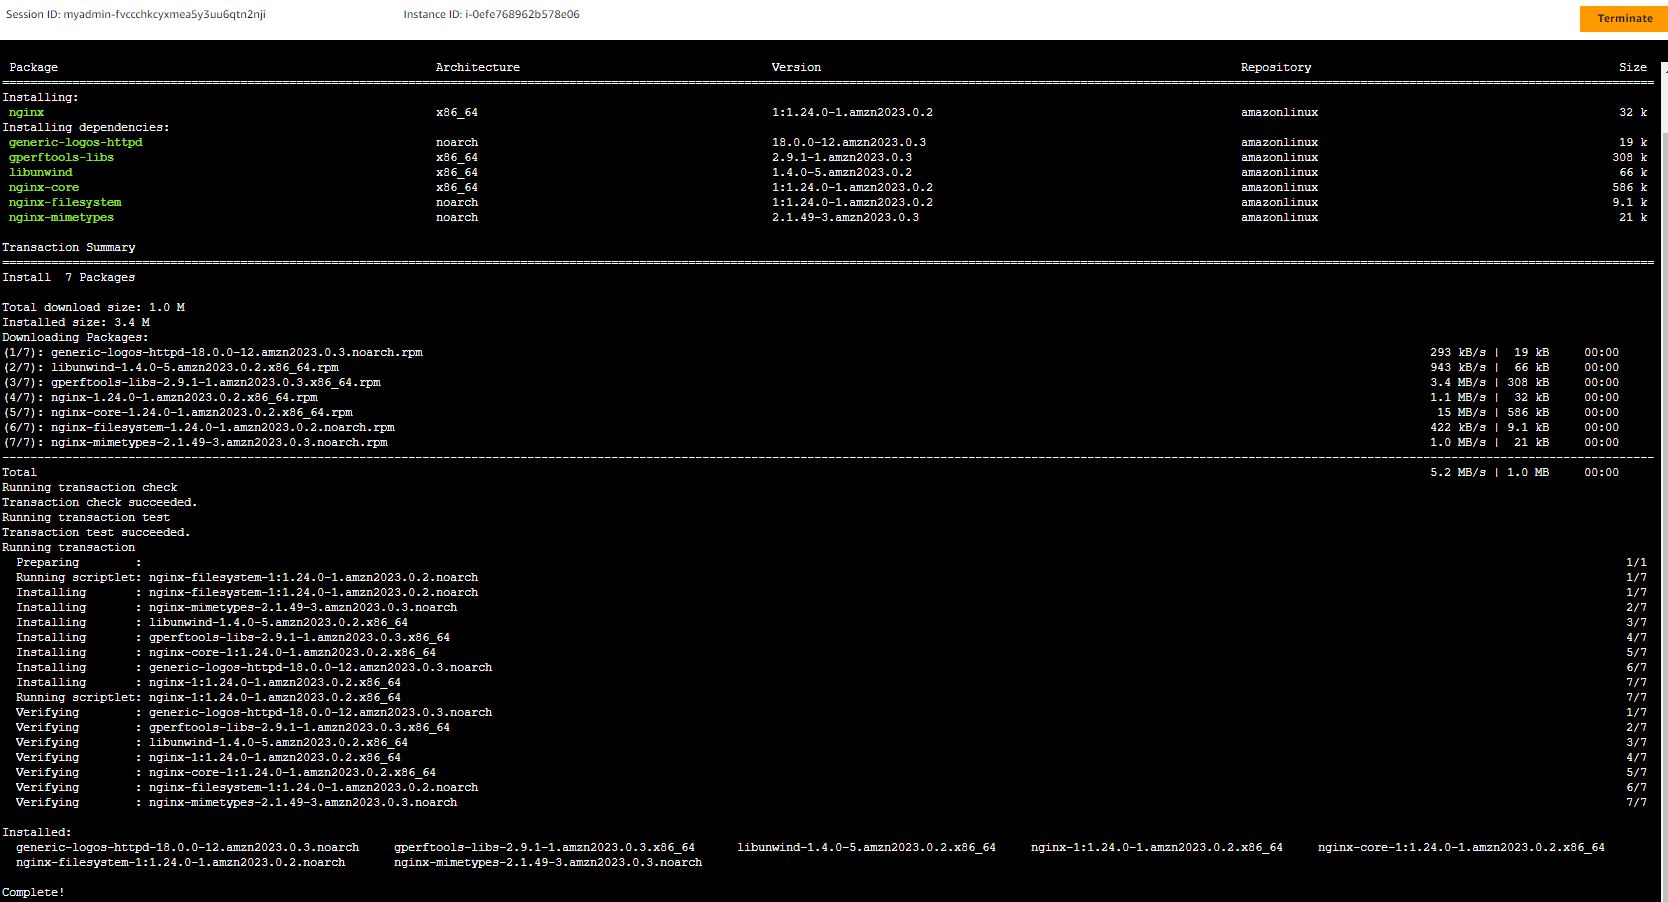 Session ID: myadmin-fvccchkcyxmea5y3uu6qtn2nji Instance ID: i-0efe768962b578e06 Terminate
Package Architecture Version Repository Size
Installing:
nginx x86_64 1:1.24.0-1.amzn2023.0.2 amazonlinux 32 k
Installing dependencies:
generic-logos-httpd noarch 18.0.0-12.amzn2023.0.3 amazonlinux 19 k
gperftools-libs x86_64 2.9.1-1.amzn2023.0.3 amazonlinux 308 k
libunwind x86_64 1.4.0-5.amzn2023.0.2 amazonlinux 66 k
nginx-core x86_64 1:1.24.0-1.amzn2023.0.2 amazonlinux 586 k
nginx-filesystem noarch 1:1.24.0-1.amzn2023.0.2 amazonlinux 9.1 k
nginx-mimetypes noarch 2.1.49-3.amzn2023.0.3 amazonlinux 21 k
Transaction Summary
Install 7 Packages
Total download size: 1.0 M
Installed size: 3.4 M
Downloading Packages:
(1/7): generic-logos-httpd-18.0.0-12.amzn2023.0.3.noarch.rpm 293 kB/s | 19 kB 00:00
(2/7): libunwind-1.4.0-5.amzn2023.0.2.x86_64.rpm 943 kB/s | 66 kB 00:00
(3/7): gperftools-libs-2.9.1-1.amzn2023.0.3.x86_64.rpm 3.4 MB/s | 308 kB 00:00
(4/7): nginx-1.24.0-1.amzn2023.0.2.x86_64.rpm 1.1 MB/s | 32 kB 00:00
(5/7): nginx-core-1.24.0-1.amzn2023.0.2.x86_64.rpm 15 MB/s | 586 kB 00:00
(6/7): nginx-filesystem-1.24.0-1.amzn2023.0.2.noarch.rpm 422 kB/s | 9.1 kB 00:00
(7/7): nginx-mimetypes-2.1.49-3.amzn2023.0.3.noarch.rpm 1.0 MB/s | 21 kB 00:00
Total 5.2 MB/s | 1.0 MB 00:00
Running transaction check
Transaction check succeeded.
Running transaction test
Transaction test succeeded.
Running transaction
Preparing : 1/1
Running scriptlet: nginx-filesystem-1:1.24.0-1.amzn2023.0.2.noarch 1/7
Installing : nginx-filesystem-1:1.24.0-1.amzn2023.0.2.noarch 1/7
Installing : nginx-mimetypes-2.1.49-3.amzn2023.0.3.noarch 2/7
Installing : libunwind-1.4.0-5.amzn2023.0.2.x86_64 3/7
Installing : gperftools-libs-2.9.1-1.amzn2023.0.3.x86_64 4/7
Installing : nginx-core-1:1.24.0-1.amzn2023.0.2.x86_64 5/7
Installing : generic-logos-httpd-18.0.0-12.amzn2023.0.3.noarch 6/7
Installing : nginx-1:1.24.0-1.amzn2023.0.2.x86_64 7/7
Running scriptlet: nginx-1:1.24.0-1.amzn2023.0.2.x86_64 7/7
Verifying : generic-logos-httpd-18.0.0-12.amzn2023.0.3.noarch 1/7
Verifying : gperftools-libs-2.9.1-1.amzn2023.0.3.x86_64 2/7
Verifying : libunwind-1.4.0-5.amzn2023.0.2.x86_64 3/7
Verifying : nginx-1:1.24.0-1.amzn2023.0.2.x86_64 4/7
Verifying : nginx-core-1:1.24.0-1.amzn2023.0.2.x86_64 5/7
Verifying : nginx-filesystem-1:1.24.0-1.amzn2023.0.2.noarch 6/7
Verifying : nginx-mimetypes-2.1.49-3.amzn2023.0.3.noarch 7/7
Installed:
generic-logos-httpd-18.0.0-12.amzn2023.0.3.noarch gperftools-libs-2.9.1-1.amzn2023.0.3.x86_64 libunwind-1.4.0-5.amzn2023.0.2.x86_64 nginx-1:1.24.0-1.amzn2023.0.2.x86_64 nginx-core-1:1.24.0-1.amzn2023.0.2.x86_64
nginx-filesystem-1:1.24.0-1.amzn2023.0.2.noarch nginx-mimetypes-2.1.49-3.amzn2023.0.3.noarch
Complete!